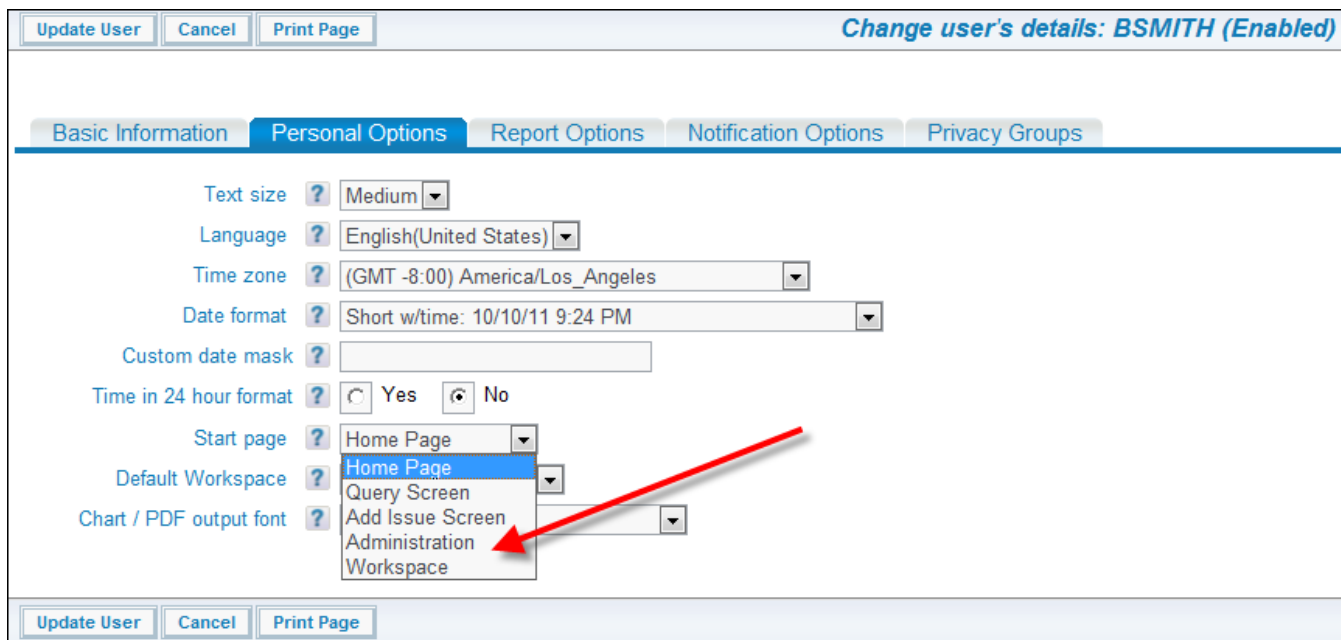 Update User Cancel Print Page Change user's details: BSMITH (Enabled)
Basic Information Personal Options Report Options Notification Options Privacy Groups
Text size ? Medium
Language ? English(United States)
Time zone ? (GMT -8:00) America/Los_Angeles
Date format ? Short w/time: 10/10/11 9:24 PM
Custom date mask ?
Time in 24 hour format ? Yes No
Start page ? Home Page
Home Page
Default Workspace ?
Query Screen
Chart / PDF output font ? Add Issue Screen
Administration
Workspace
Update User Cancel Print Page